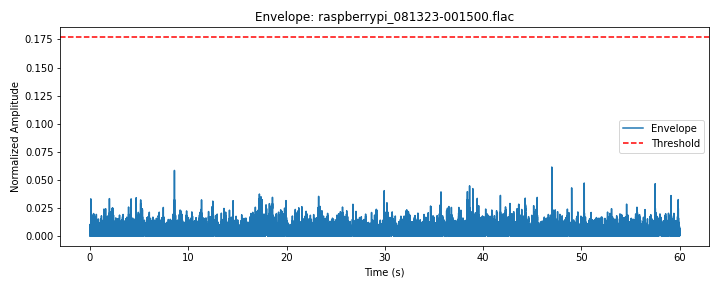 Envelope: raspberrypi_081323-001500.flac
Normalized Amplitude
0.175
0.150
0.125
0.100
0.075
0.050
0.025
0.000
Envelope
Threshold
0 10 20 30 40 50 60
Time (s)